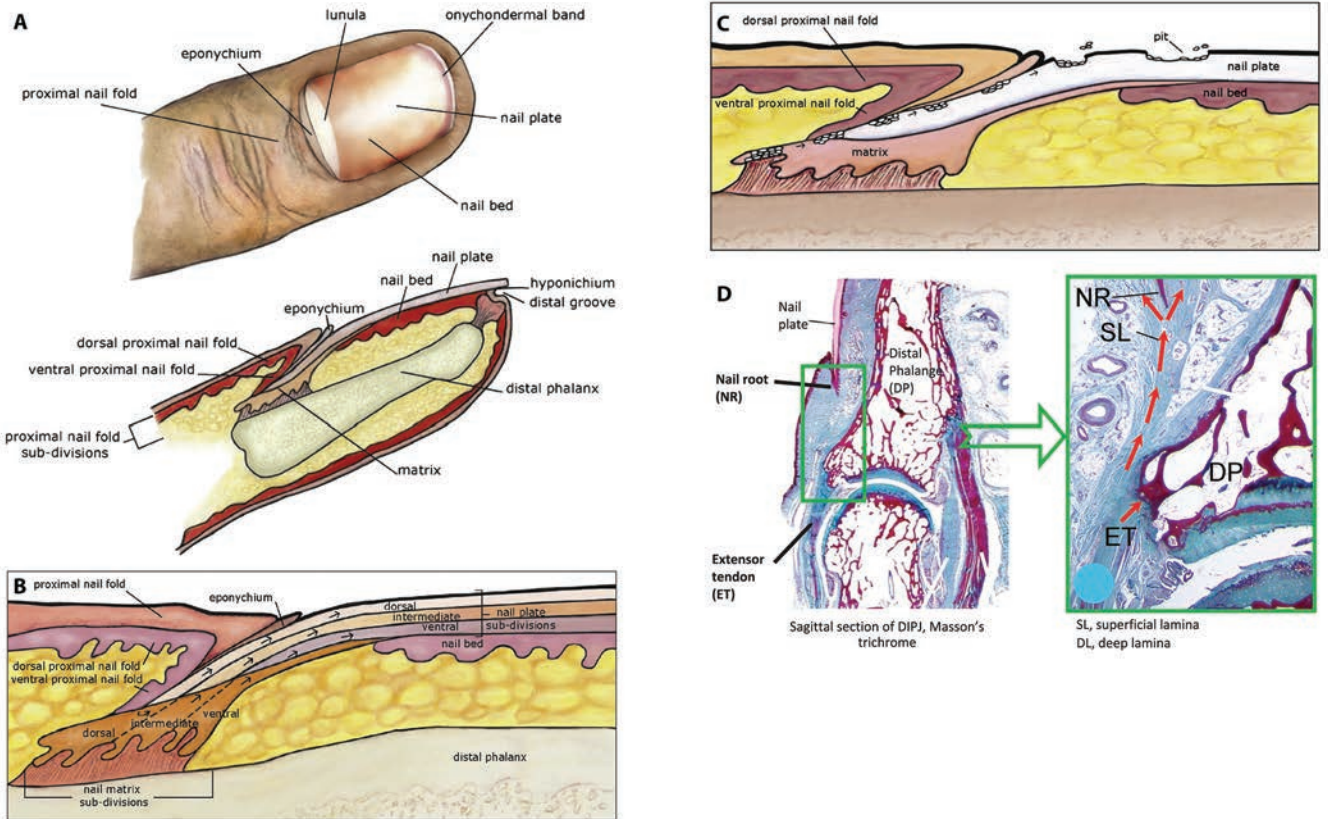 A
lunula
onychondermal band
eponychium
proximal nail fold
nail plate
nail bed
nail plate
nail bed
hyponichium
distal groove
eponychium
dorsal proximal nail fold
ventral proximal nail fold
distal phalanx
proximal nail fold
sub-divisions
matrix
B
proximal nail fold
eponychium
dorsal
intermediate
ventral
nail plate
sub-divisions
nail bed
dorsal proximal nail fold
ventral proximal nail fold
ventral
intermediate
dorsal
distal phalanx
nail matrix
sub-divisions
C
dorsal proximal nail fold
pit
nail plate
nail bed
ventral proximal nail fold
matrix
D
Nail
plate
Distal
Phalange
(DP)
Nail root
(NR)
Extensor
tendon
(ET)
Sagittal section of DIPJ, Masson's
trichrome
NR
SL
DP
ET
SL, superficial lamina
DL, deep lamina